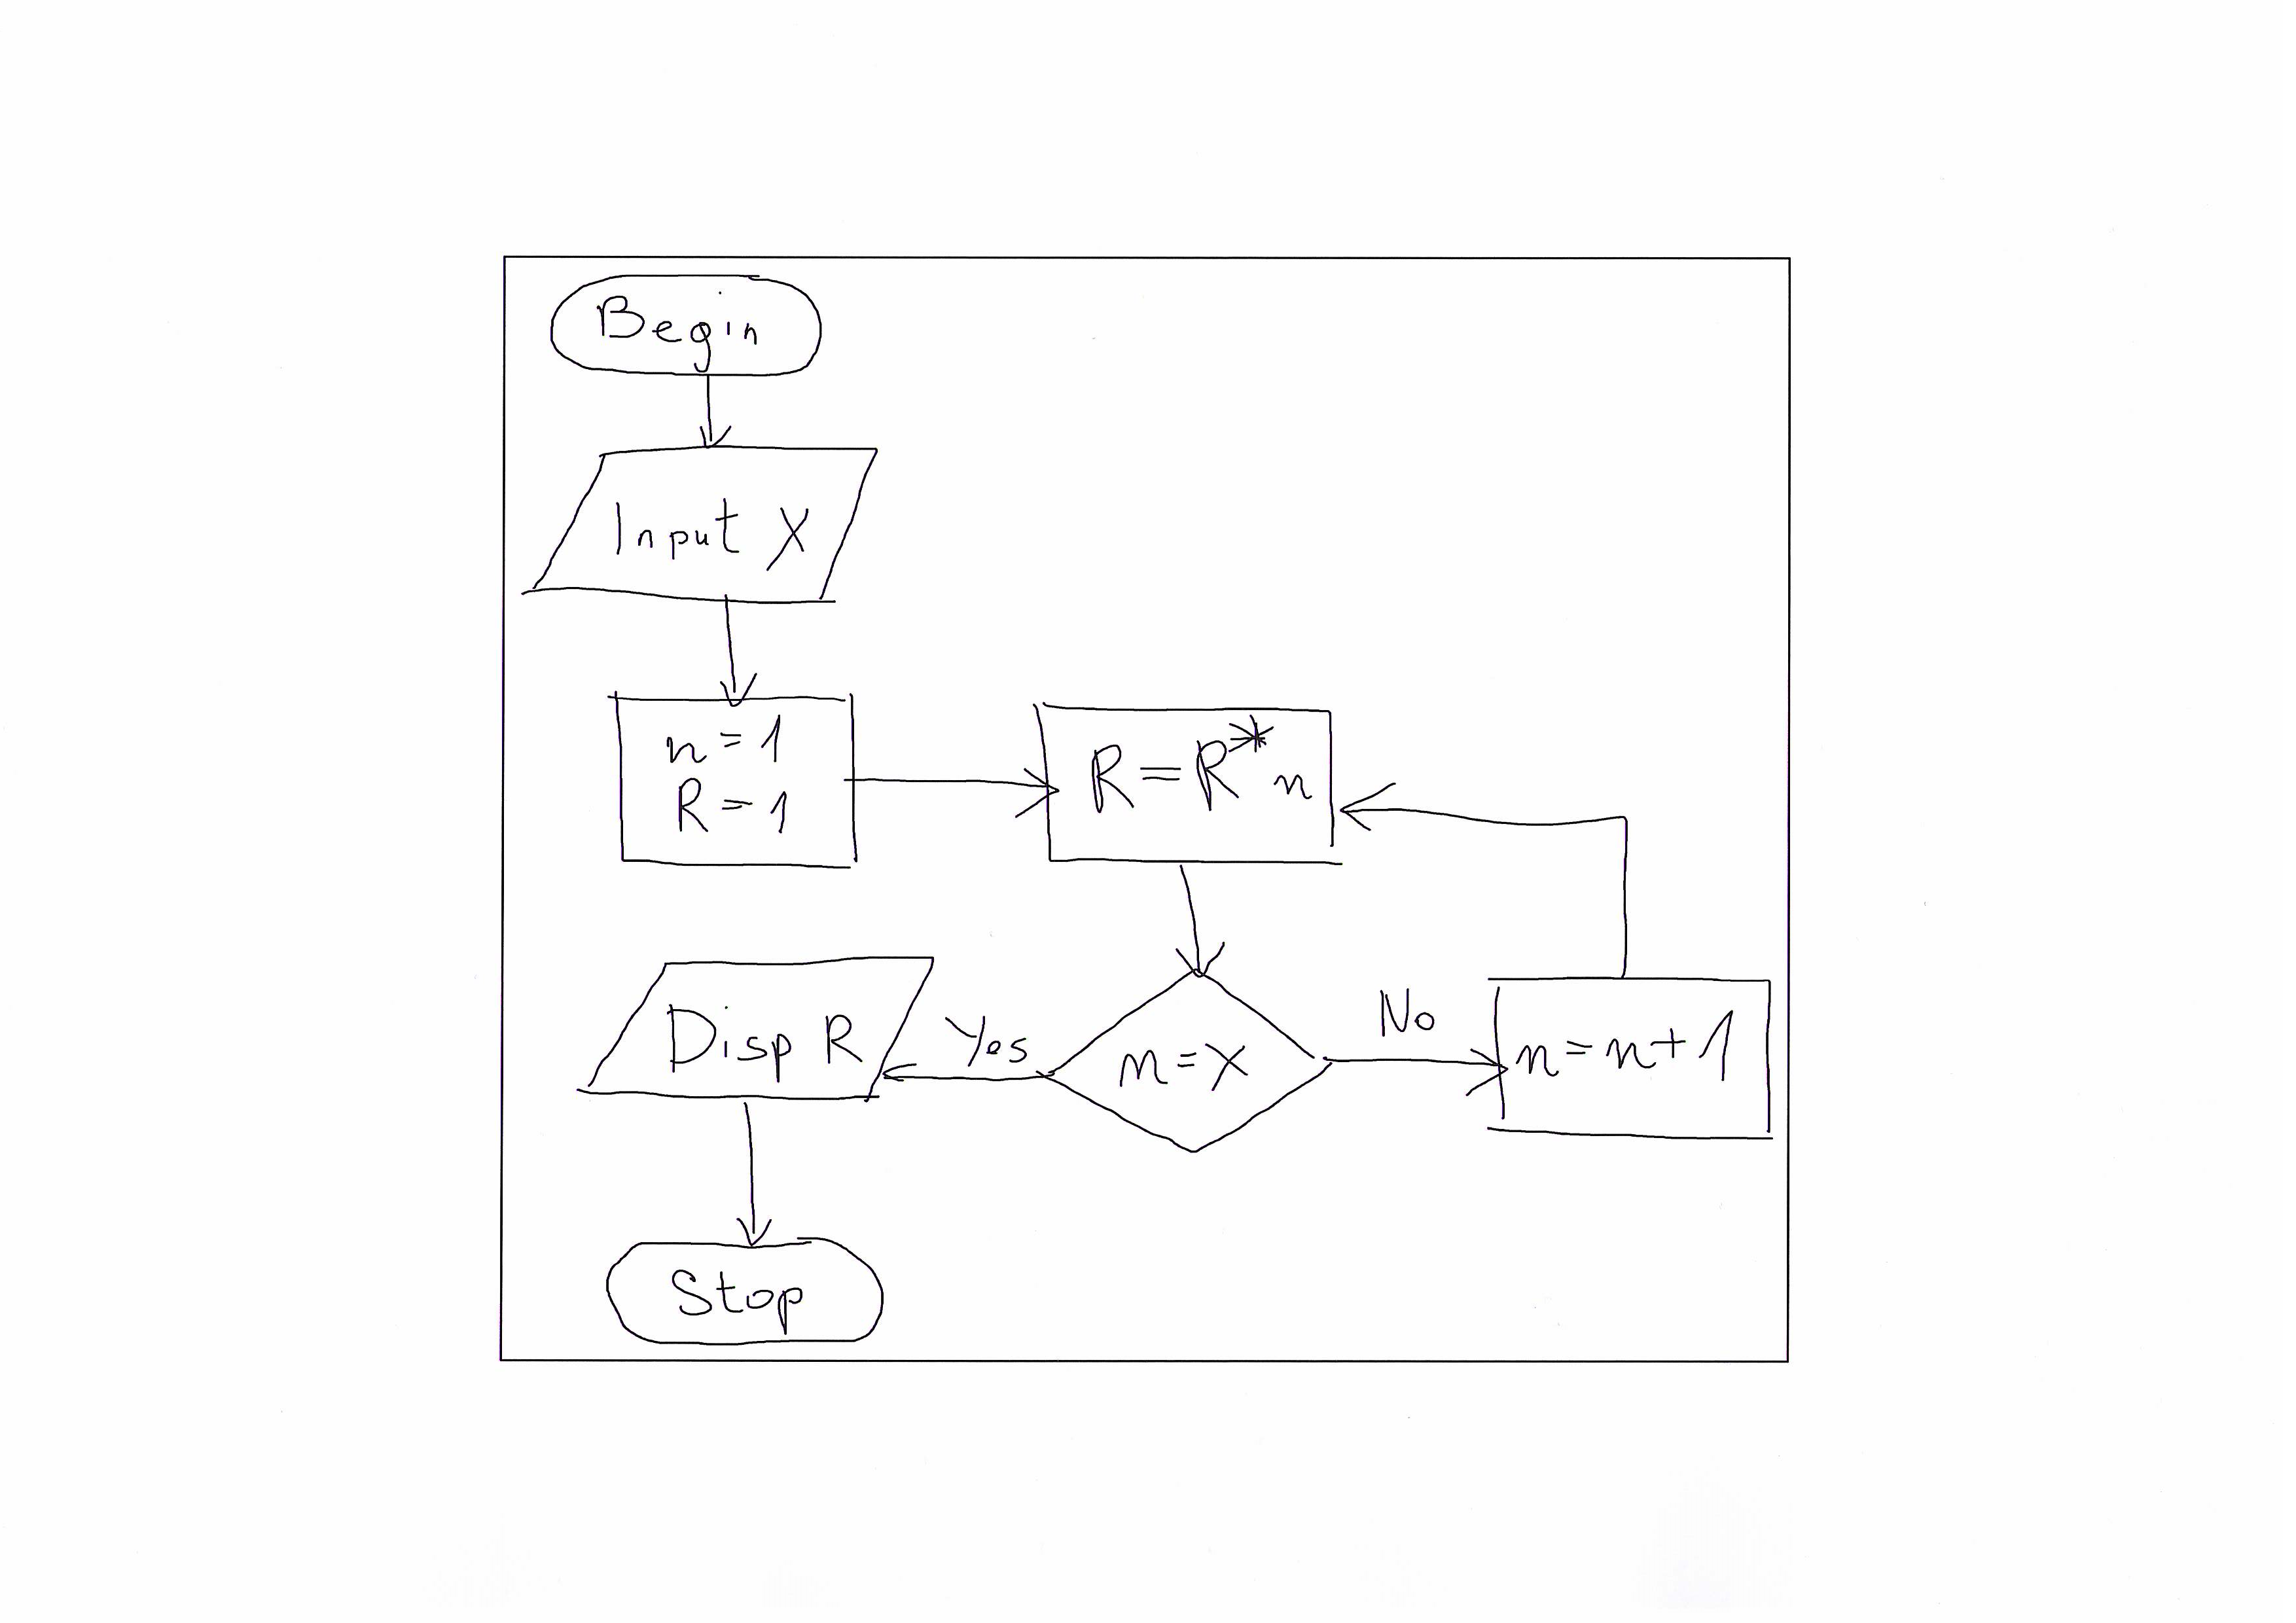 Begin
Input X
n=1
R=1
R=R*n
n=X
Yes
No
n=n+1
Disp R
Stop